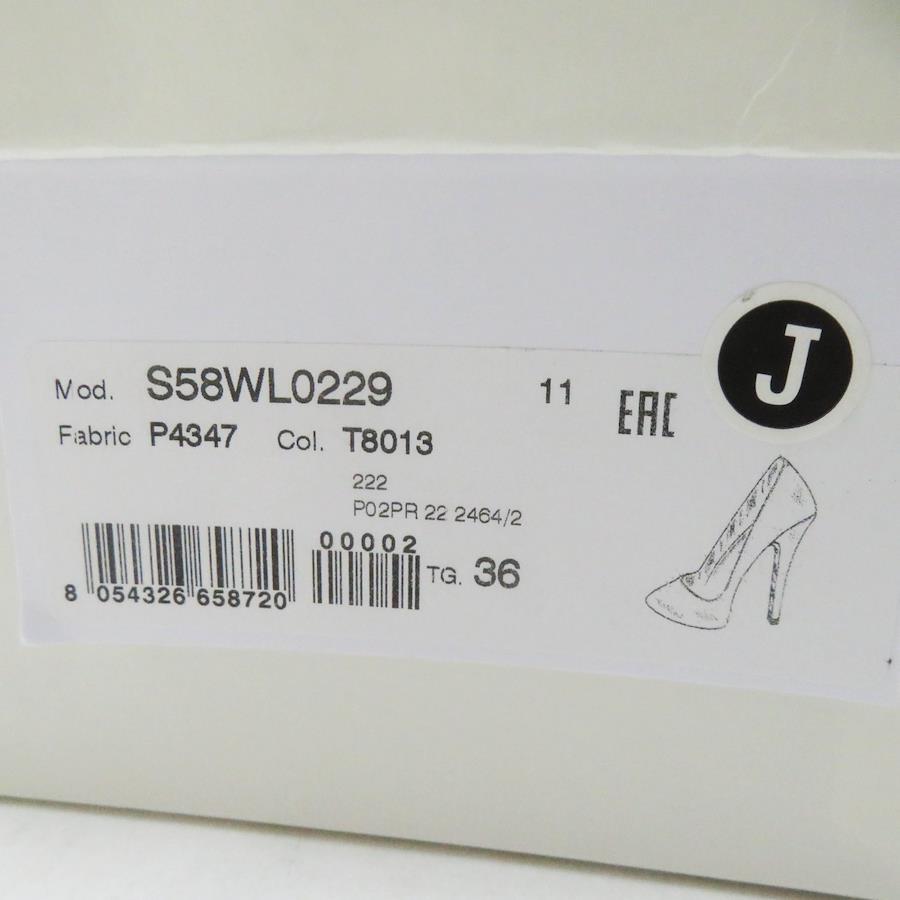 J
Mod. S58WL0229 11 EAC
Fabric P4347 Col. T8013
222
P02PR 22 2464/2
00002
TG. 36
8 054326 658720